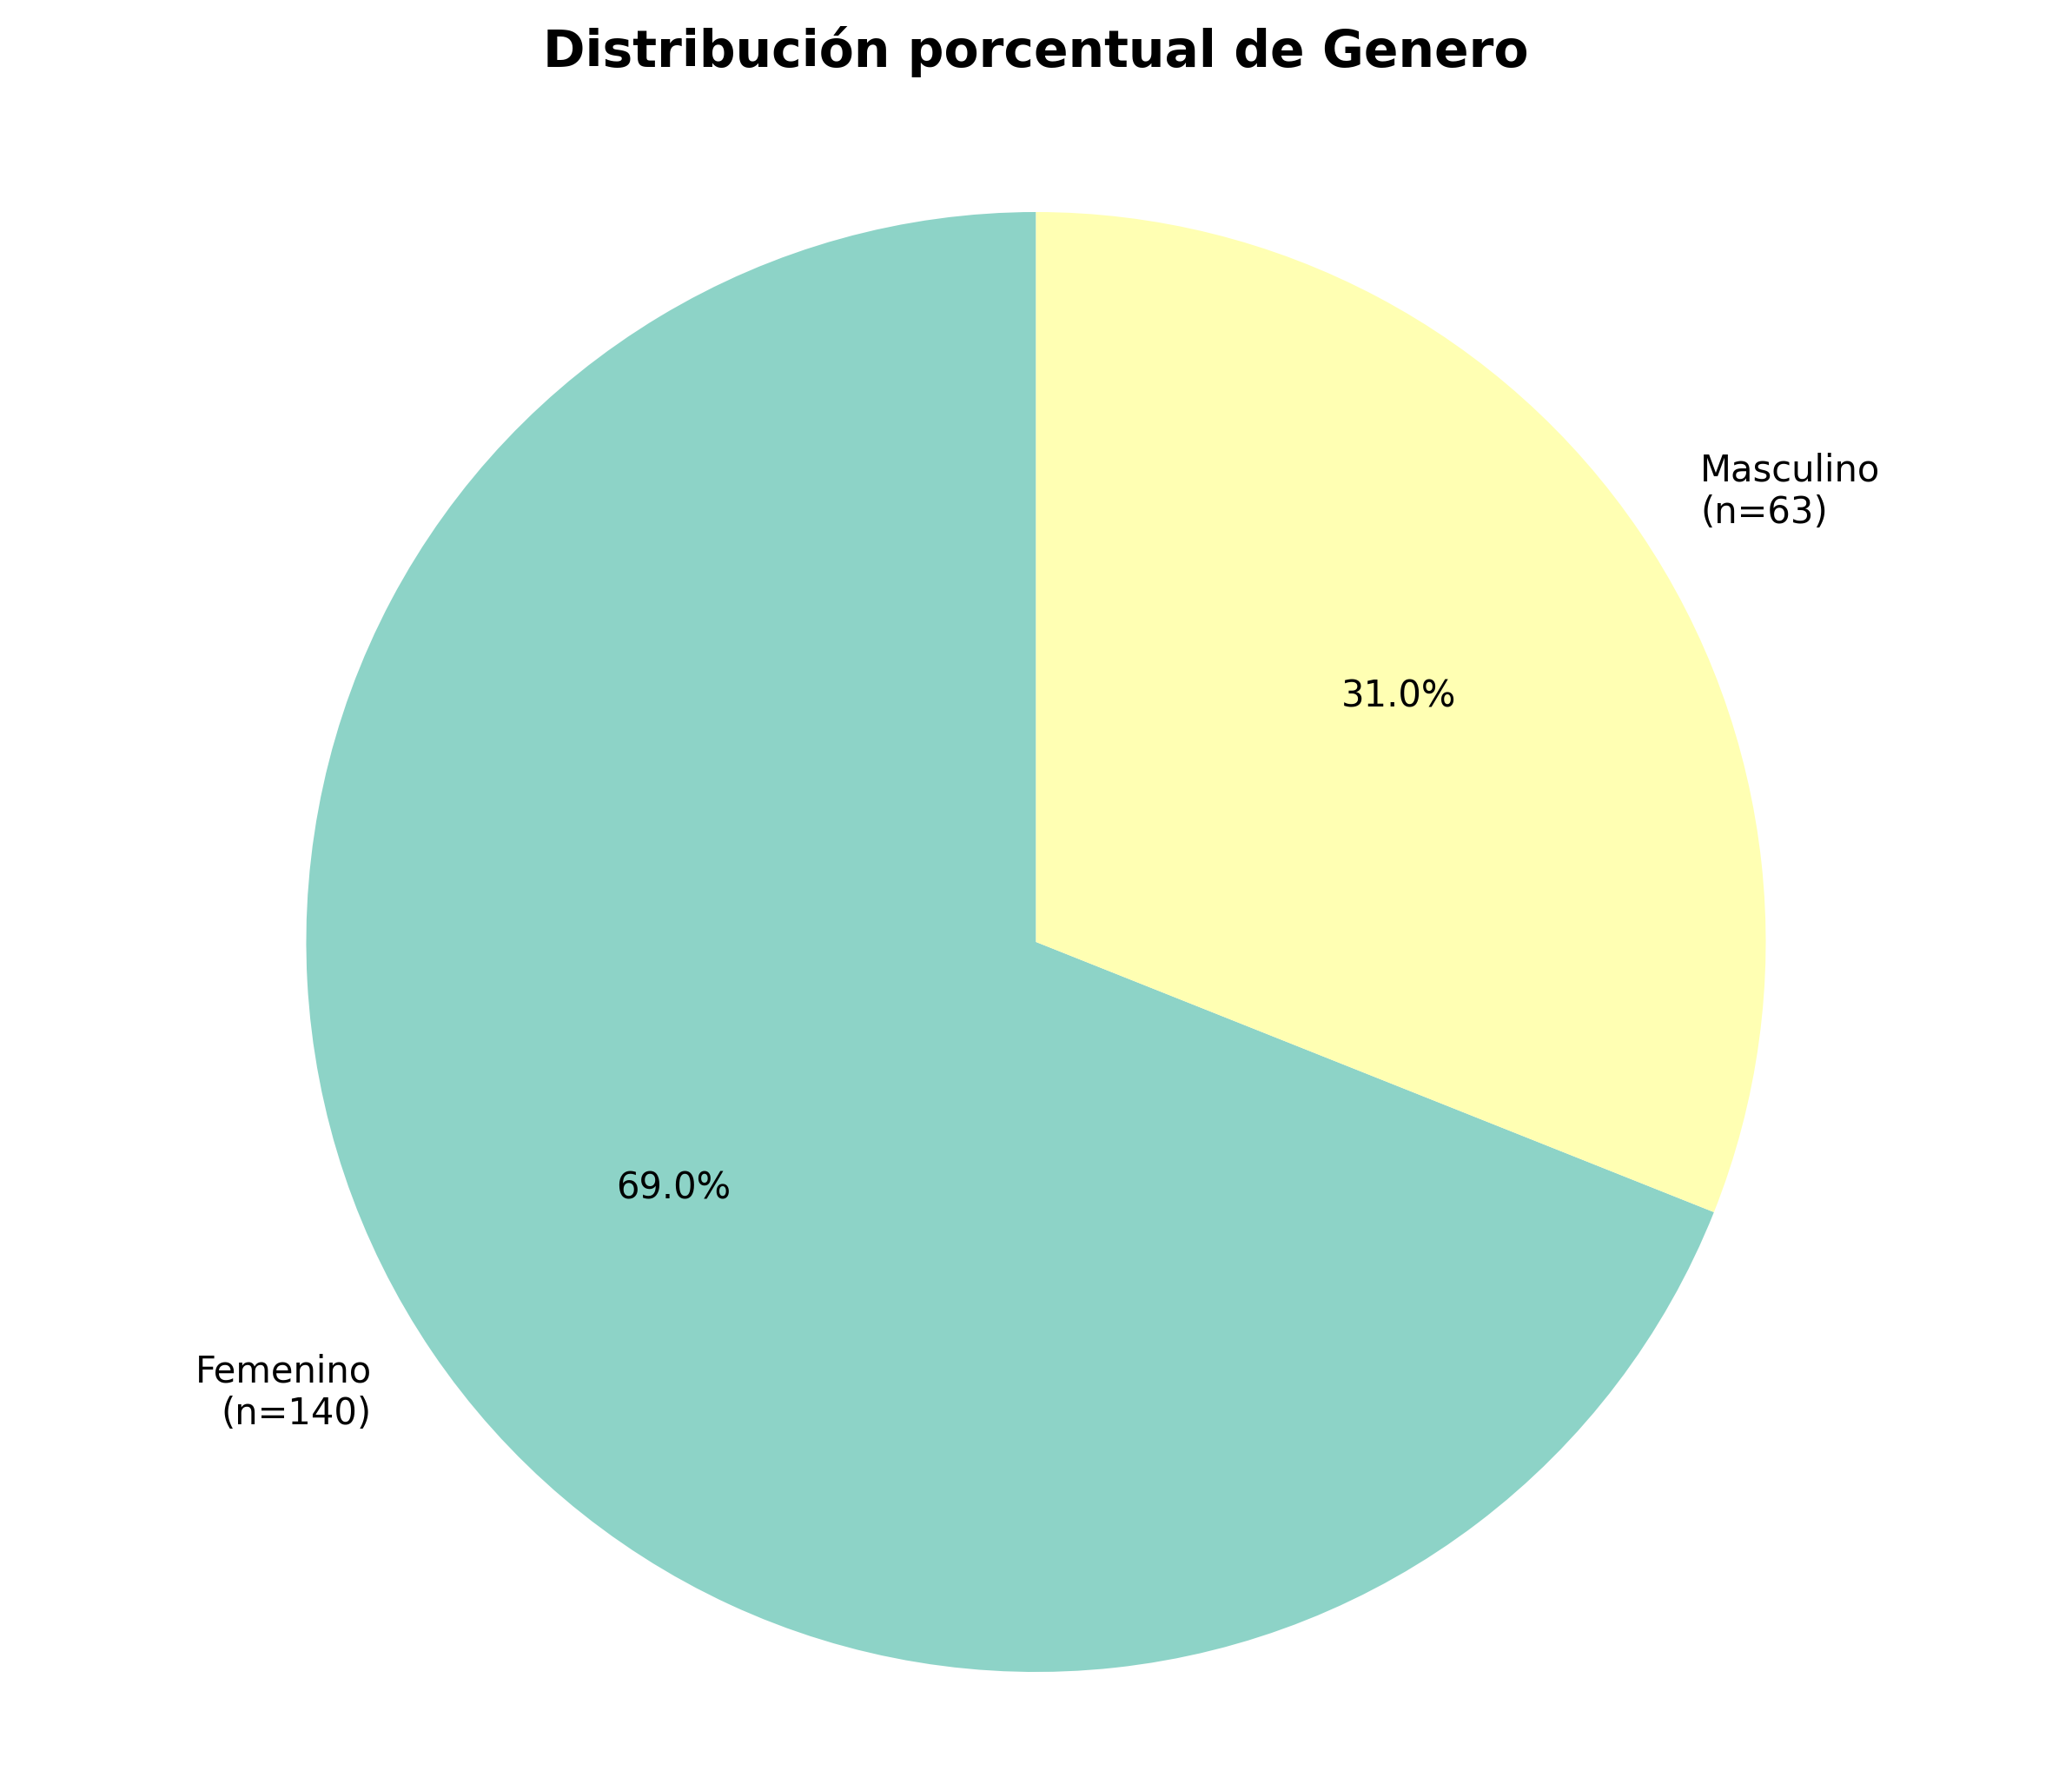 Distribución porcentual de Genero
Masculino
(n=63)
31.0%
69.0%
Femenino
(n=140)